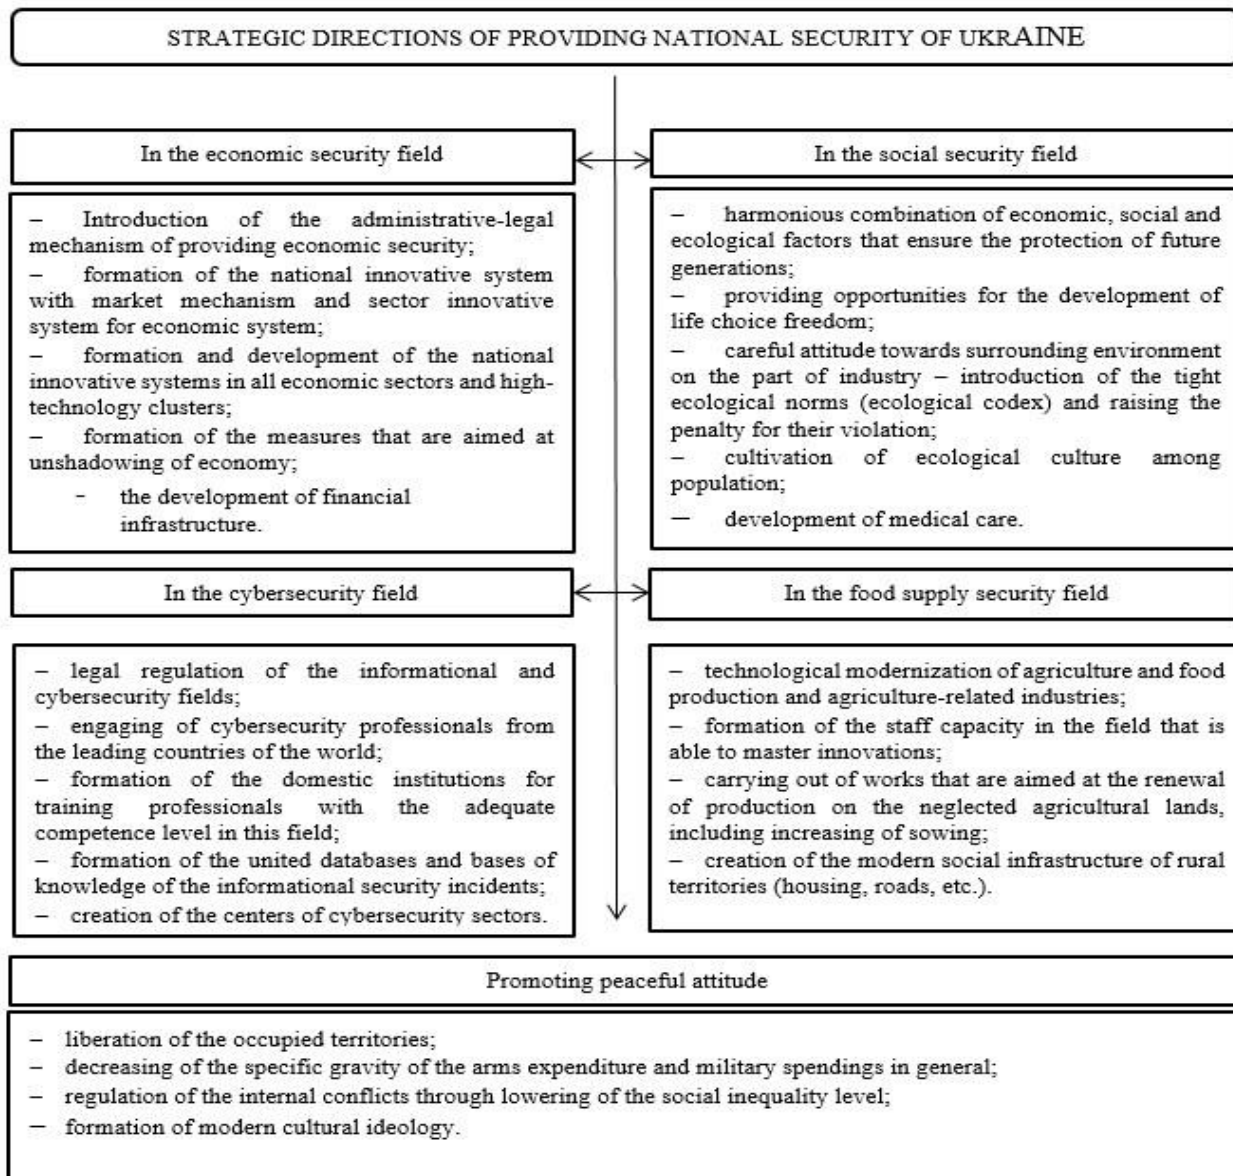 STRATEGIC DIRECTIONS OF PROVIDING NATIONAL SECURITY OF UKRAINE
In the economic security field
– Introduction of the administrative-legal
mechanism of providing economic security;
– formation of the national innovative system
with market mechanism and sector innovative
system for economic system;
– formation and development of the national
innovative systems in all economic sectors and high-
technology clusters;
– formation of the measures that are aimed at
unshadowing of economy;
- the development of financial
infrastructure.
In the social security field
– harmonious combination of economic, social and
ecological factors that ensure the protection of future
generations;
– providing opportunities for the development of
life choice freedom;
– careful attitude towards surrounding environment
on the part of industry – introduction of the tight
ecological norms (ecological codex) and raising the
penalty for their violation;
– cultivation of ecological culture among
population;
— development of medical care.
In the cybersecurity field
– legal regulation of the informational and
cybersecurity fields;
– engaging of cybersecurity professionals from
the leading countries of the world;
– formation of the domestic institutions for
training professionals with the adequate
competence level in this field;
– formation of the united databases and bases of
knowledge of the informational security incidents;
– creation of the centers of cybersecurity sectors.
In the food supply security field
– technological modernization of agriculture and food
production and agriculture-related industries;
– formation of the staff capacity in the field that is
able to master innovations;
– carrying out of works that are aimed at the renewal
of production on the neglected agricultural lands,
including increasing of sowing;
– creation of the modern social infrastructure of rural
territories (housing, roads, etc.).
Promoting peaceful attitude
– liberation of the occupied territories;
– decreasing of the specific gravity of the arms expenditure and military spendings in general;
– regulation of the internal conflicts through lowering of the social inequality level;
— formation of modern cultural ideology.